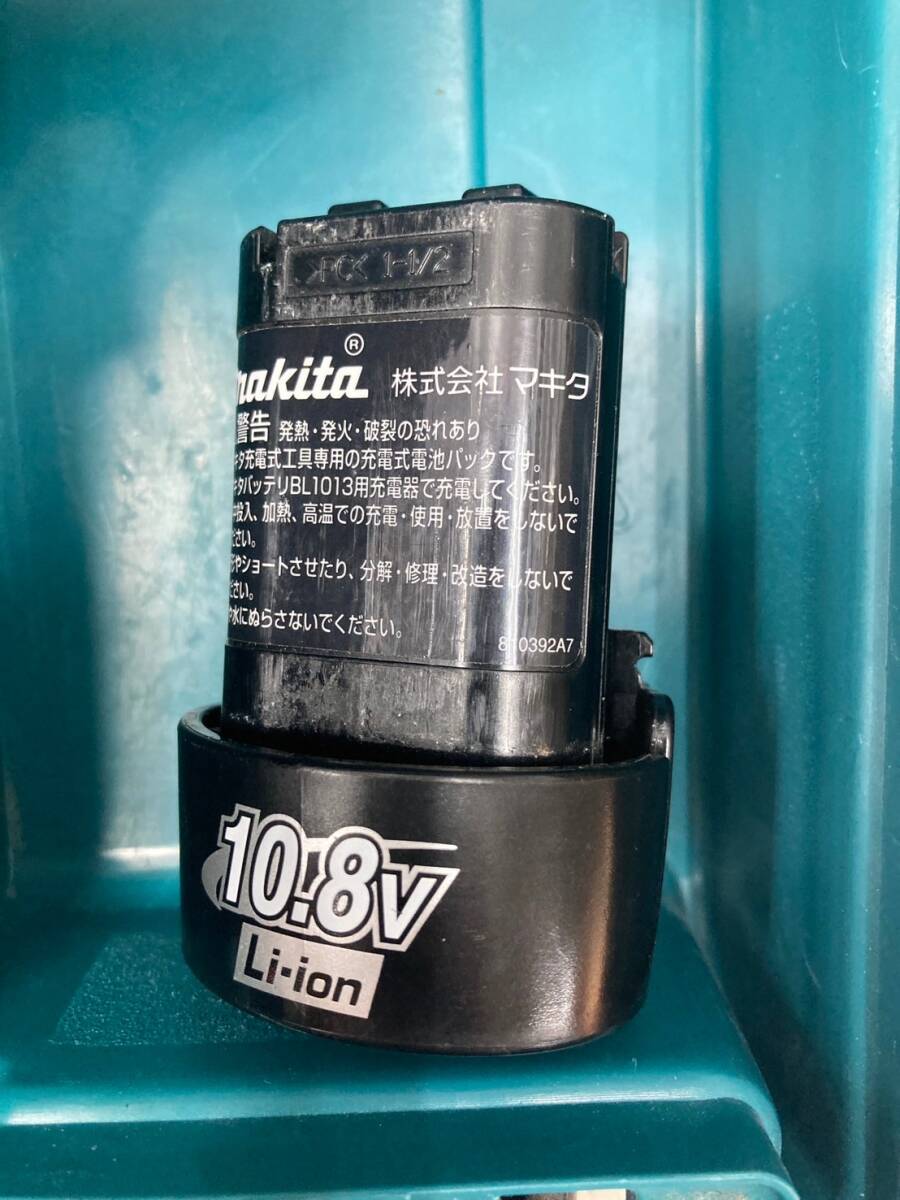 >PC< 1-1/2
makita® 株式会社マキタ
警告 発熱・発火・破裂の恐れあり
キタ充電式工具専用の充電式電池パックです。
キタバッテリBL1013用充電器で充電してください。
投入、加熱、高温での充電・使用・放置をしないで
ださい。
やショートさせたり、分解・修理・改造をしないで
ださい。
水にぬらさないでください。
810392A7
10.8V
Li-ion